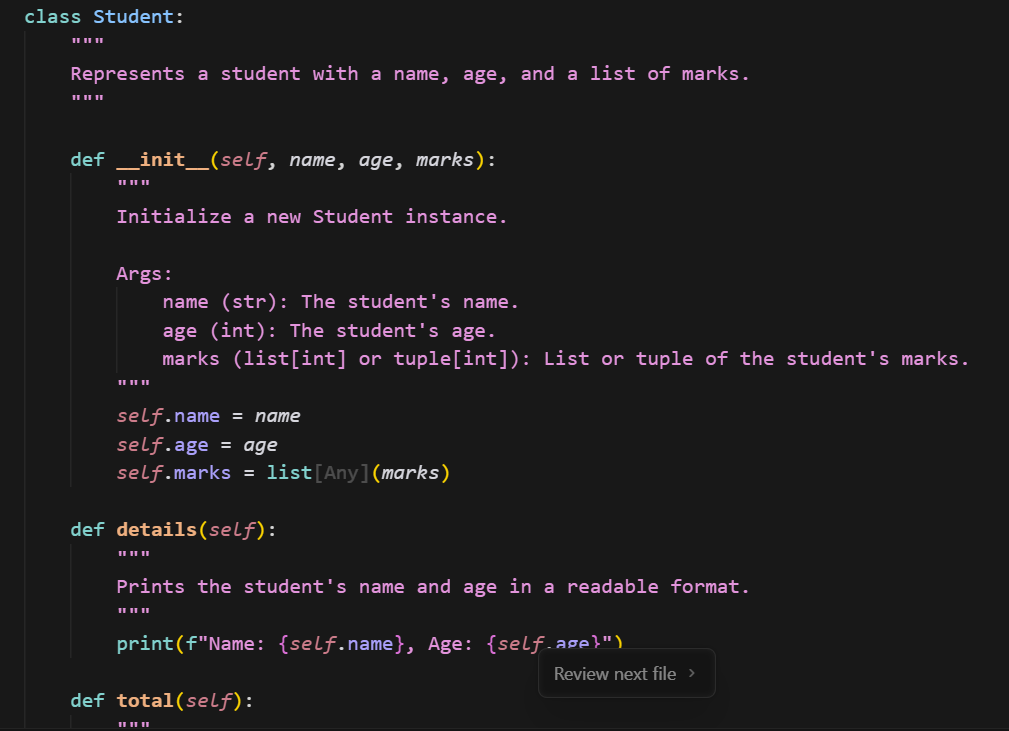 class Student:
    """
    Represents a student with a name, age, and a list of marks.
    """

    def __init__(self, name, age, marks):
        """
        Initialize a new Student instance.

        Args:
            name (str): The student's name.
            age (int): The student's age.
            marks (list[int] or tuple[int]): List or tuple of the student's marks.
        """
        self.name = name
        self.age = age
        self.marks = list[Any](marks)

    def details(self):
        """
        Prints the student's name and age in a readable format.
        """
        print(f"Name: {self.name}, Age: {self.age}")
Review next file >
    def total(self):
        """